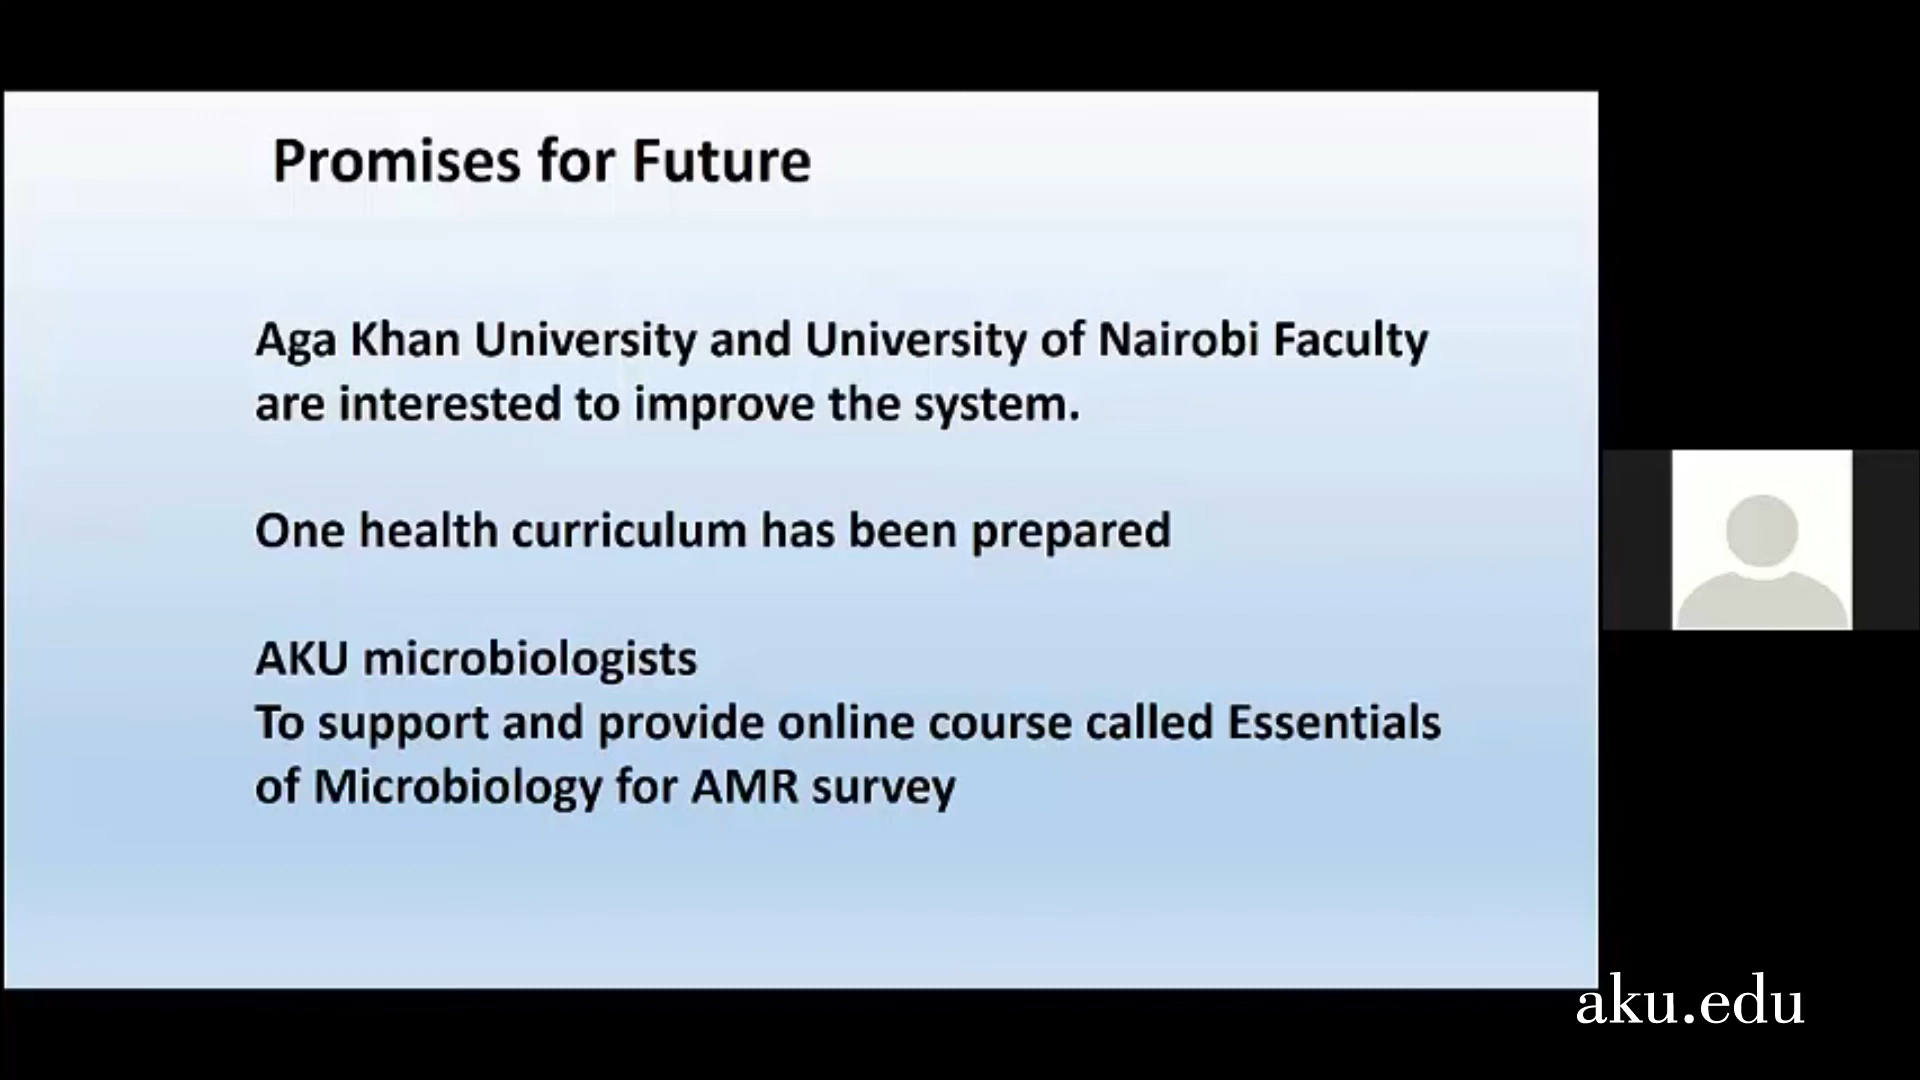 Promises for Future
Aga Khan University and University of Nairobi Faculty
are interested to improve the system.
One health curriculum has been prepared
AKU microbiologists
To support and provide online course called Essentials
of Microbiology for AMR survey
aku.edu